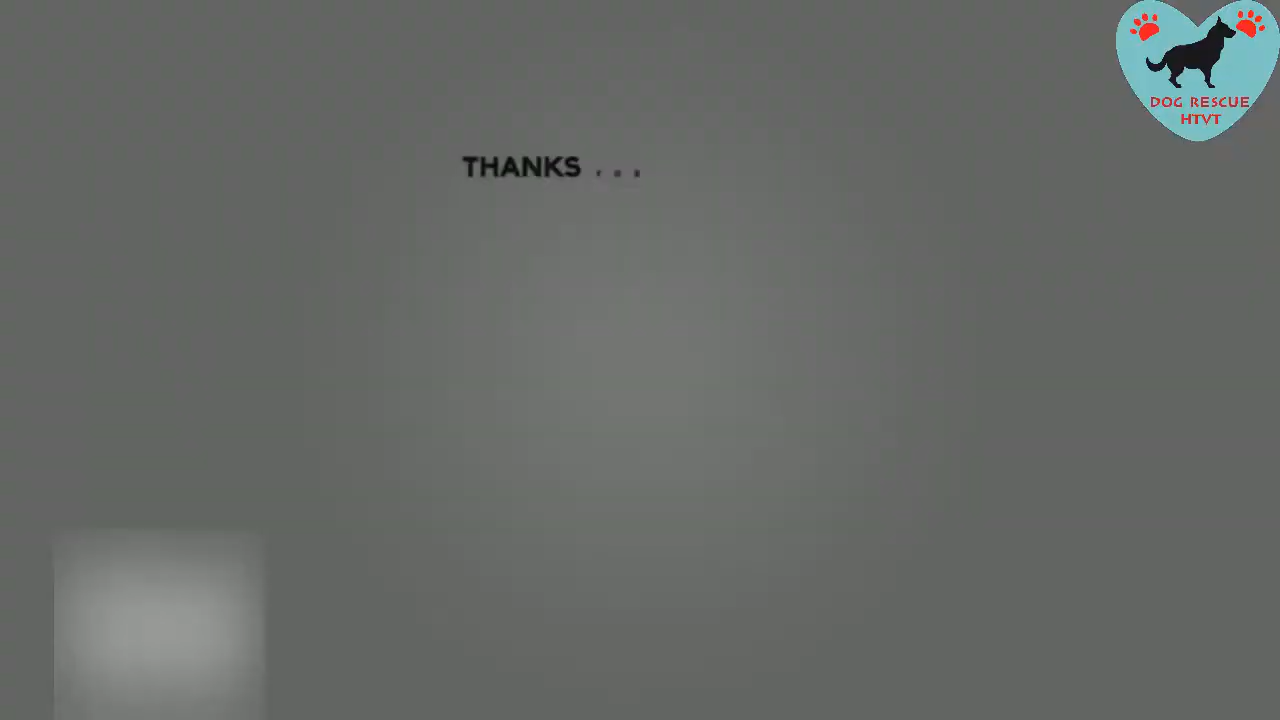 THANKS . . .
DOG RESCUE
HTVT